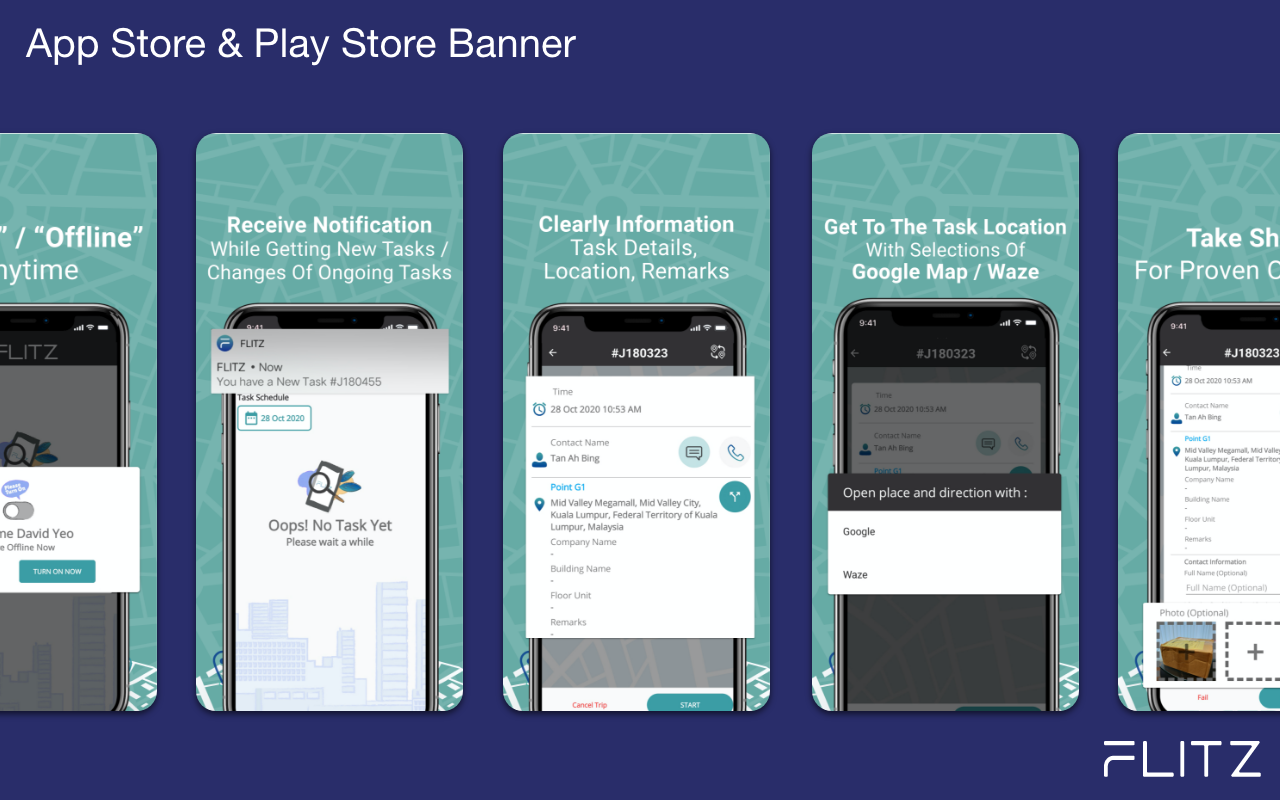 App Store & Play Store Banner
” / “Offline”
nytime
FLITZ
Please
Turn On
me David Yeo
e Offline Now
TURN ON NOW
Receive Notification
While Getting New Tasks /
Changes Of Ongoing Tasks
9:41
FLITZ
FLITZ • Now
You have a New Task #J180455
Task Schedule
28 Oct 2020
Oops! No Task Yet
Please wait a while
Clearly Information
Task Details,
Location, Remarks
9:41
#J180323
Time
28 Oct 2020 10:53 AM
Contact Name
Tan Ah Bing
Point G1
Mid Valley Megamall, Mid Valley City,
Kuala Lumpur, Federal Territory of Kuala
Lumpur, Malaysia
Company Name
-
Building Name
-
Floor Unit
-
Remarks
-
Cancel Trip
START
Get To The Task Location
With Selections Of
Google Map / Waze
9:41
#J180323
Time
28 Oct 2020 10:53 AM
Contact Name
Tan Ah Bing
Point G1
Open place and direction with :
Google
Waze
Take Sh
For Proven C
9:41
#J180323
Time
28 Oct 2020 10:53 AM
Contact Name
Tan Ah Bing
Point G1
Mid Valley Megamall, Mid Valley
Kuala Lumpur, Federal Territory
Lumpur, Malaysia
Company Name
-
Building Name
-
Floor Unit
-
Remarks
-
Contact Information
Full Name (Optional)
Full Name (Optional)
Photo (Optional)
Fail
FLITZ